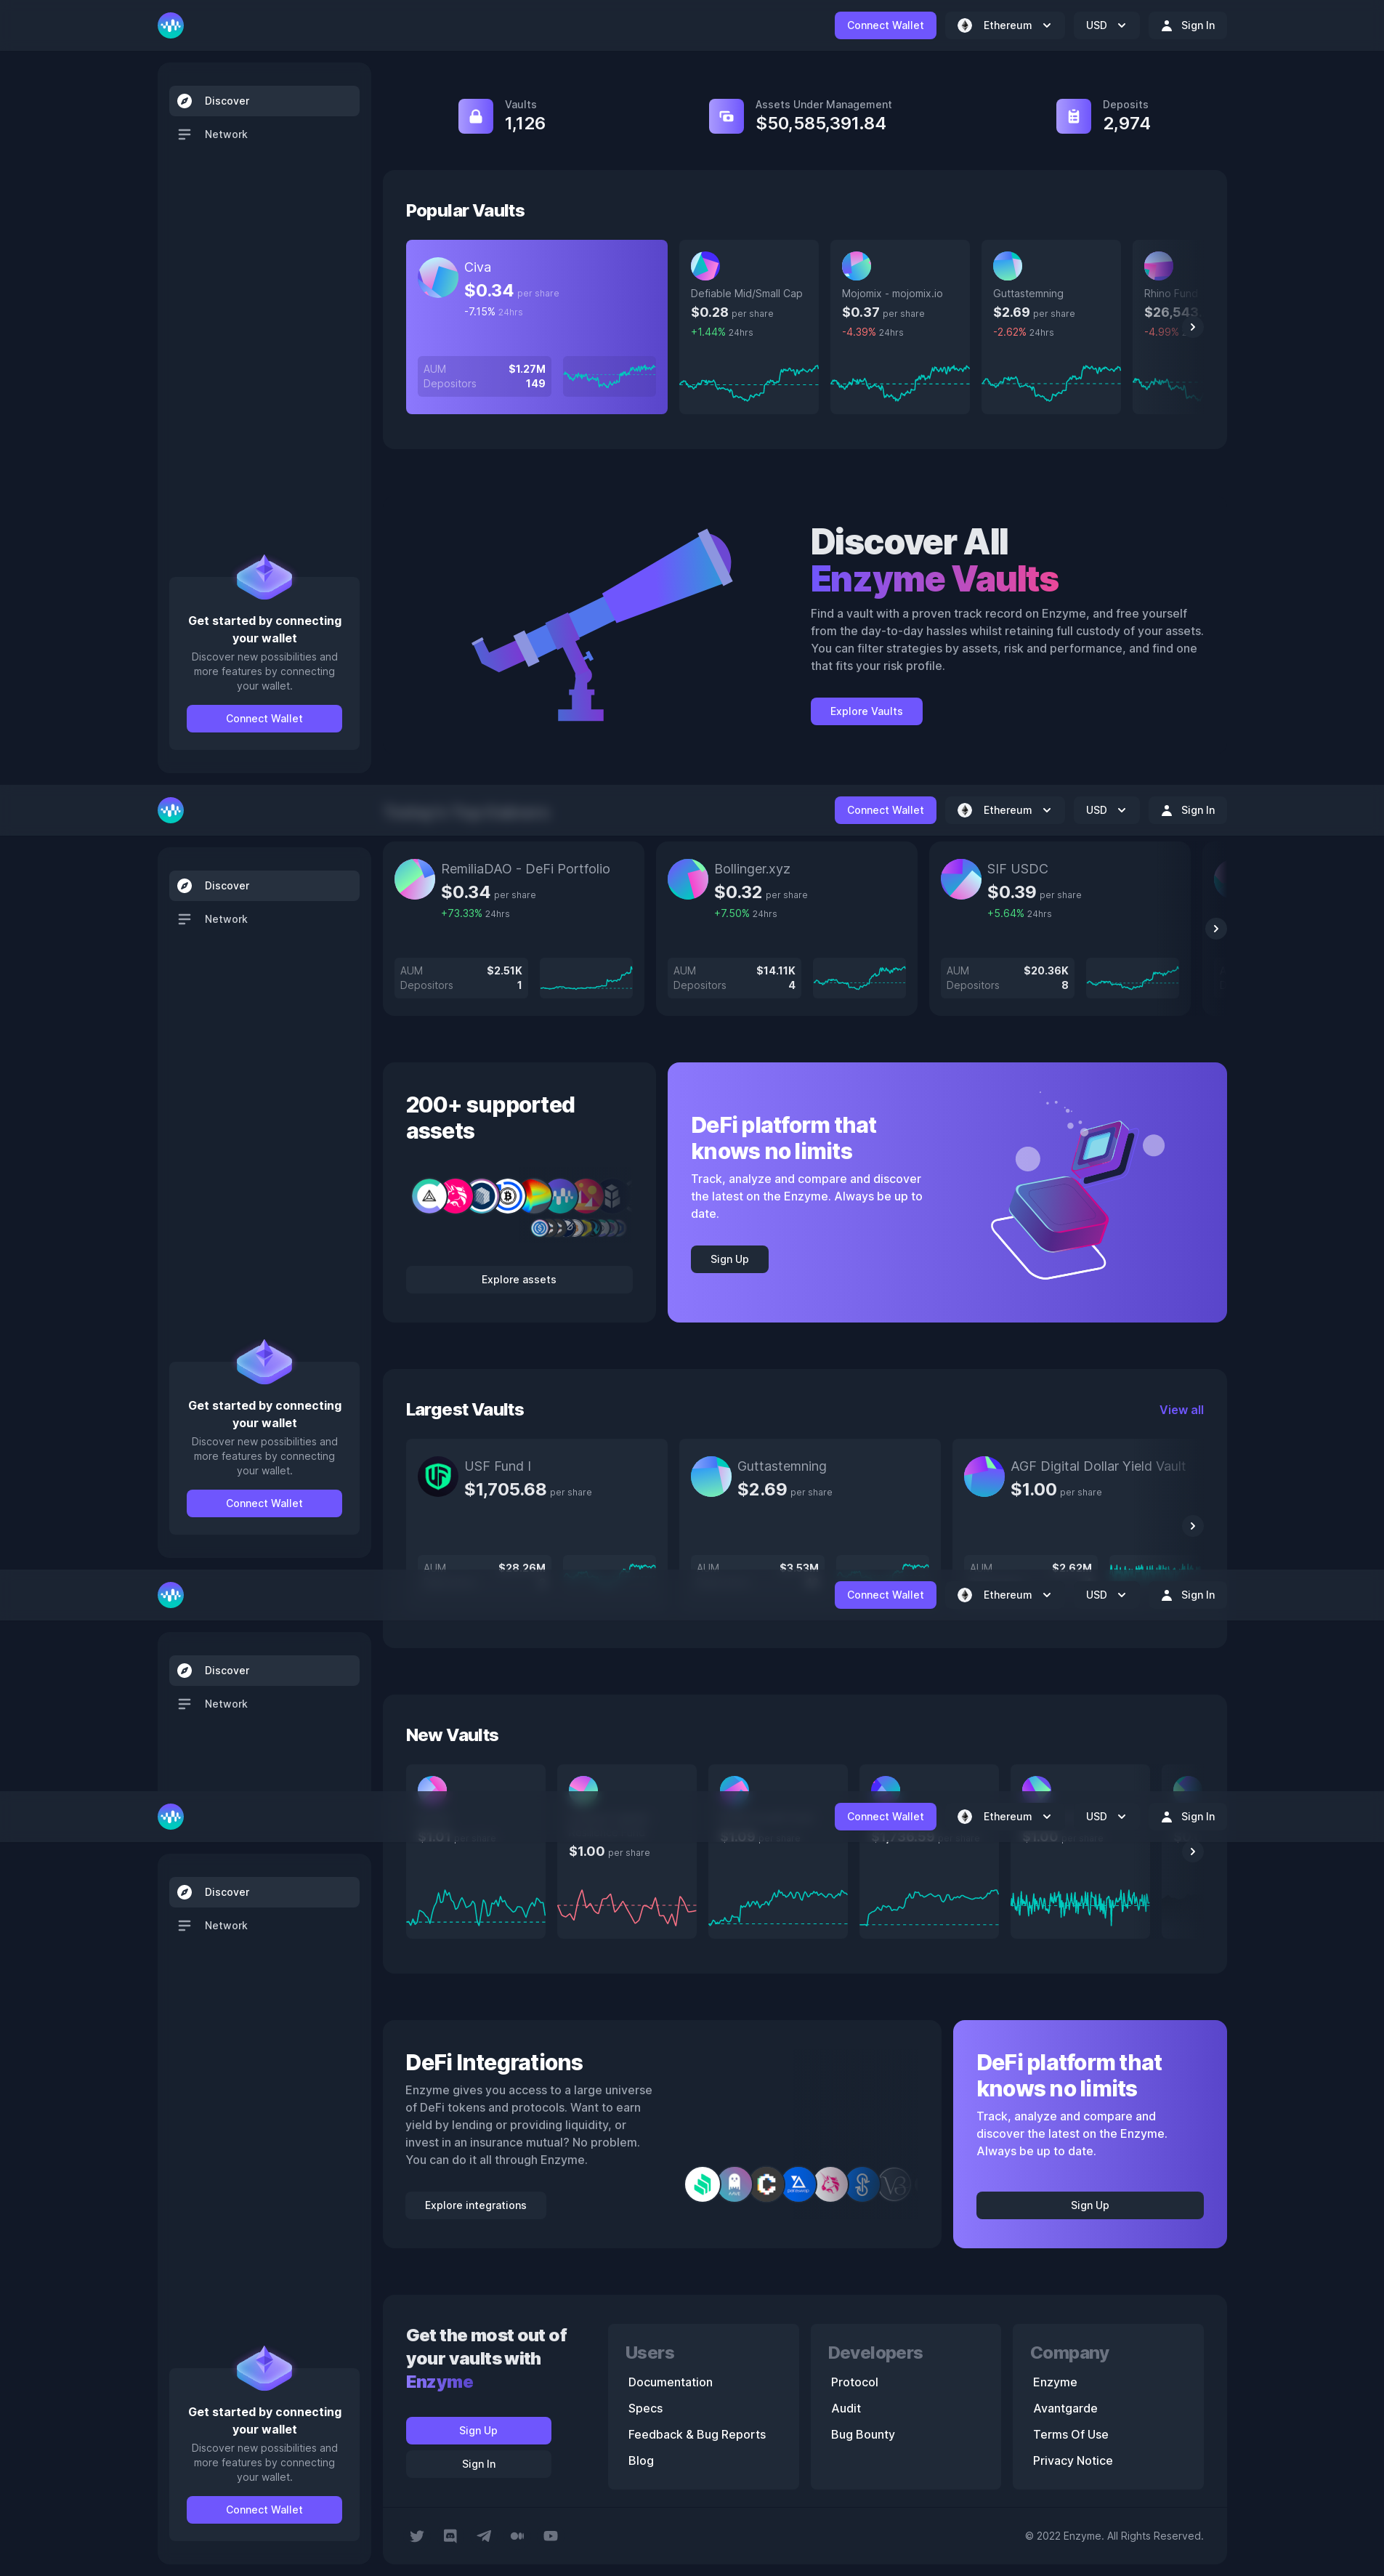 Connect Wallet
Ethereum
USD
Sign In
Discover
Network
Vaults
1,126
Assets Under Management
$50,585,391.84
Deposits
2,974
Popular Vaults
Civa
$0.34 per share
-7.15% 24hrs
AUM $1.27M
Depositors 149
Defiable Mid/Small Cap
$0.28 per share
+1.44% 24hrs
Mojomix - mojomix.io
$0.37 per share
-4.39% 24hrs
Guttastemning
$2.69 per share
-2.62% 24hrs
Rhino Fund
$26,543
-4.99%
Get started by connecting
your wallet
Discover new possibilities and
more features by connecting
your wallet.
Connect Wallet
Discover All
Enzyme Vaults
Find a vault with a proven track record on Enzyme, and free yourself
from the day-to-day hassles whilst retaining full custody of your assets.
You can filter strategies by assets, risk and performance, and find one
that fits your risk profile.
Explore Vaults
Connect Wallet
Ethereum
USD
Sign In
Discover
Network
RemiliaDAO - DeFi Portfolio
$0.34 per share
+73.33% 24hrs
AUM $2.51K
Depositors 1
Bollinger.xyz
$0.32 per share
+7.50% 24hrs
AUM $14.11K
Depositors 4
SIF USDC
$0.39 per share
+5.64% 24hrs
AUM $20.36K
Depositors 8
200+ supported
assets
Explore assets
DeFi platform that
knows no limits
Track, analyze and compare and discover
the latest on the Enzyme. Always be up to
date.
Sign Up
Get started by connecting
your wallet
Discover new possibilities and
more features by connecting
your wallet.
Connect Wallet
Largest Vaults
View all
USF Fund I
$1,705.68 per share
AUM $28.26M
Guttastemning
$2.69 per share
AUM $3.53M
AGF Digital Dollar Yield Vault
$1.00 per share
AUM $2.62M
Connect Wallet
Ethereum
USD
Sign In
Discover
Network
New Vaults
Connect Wallet
Ethereum
USD
Sign In
$1.01
$1.00 per share
$1.09
$1,738.59
$1.00
Discover
Network
DeFi Integrations
Enzyme gives you access to a large universe
of DeFi tokens and protocols. Want to earn
yield by lending or providing liquidity, or
invest in an insurance mutual? No problem.
You can do it all through Enzyme.
Explore integrations
DeFi platform that
knows no limits
Track, analyze and compare and
discover the latest on the Enzyme.
Always be up to date.
Sign Up
Get started by connecting
your wallet
Discover new possibilities and
more features by connecting
your wallet.
Connect Wallet
Get the most out of
your vaults with
Enzyme
Sign Up
Sign In
Users
Documentation
Specs
Feedback & Bug Reports
Blog
Developers
Protocol
Audit
Bug Bounty
Company
Enzyme
Avantgarde
Terms Of Use
Privacy Notice
© 2022 Enzyme. All Rights Reserved.